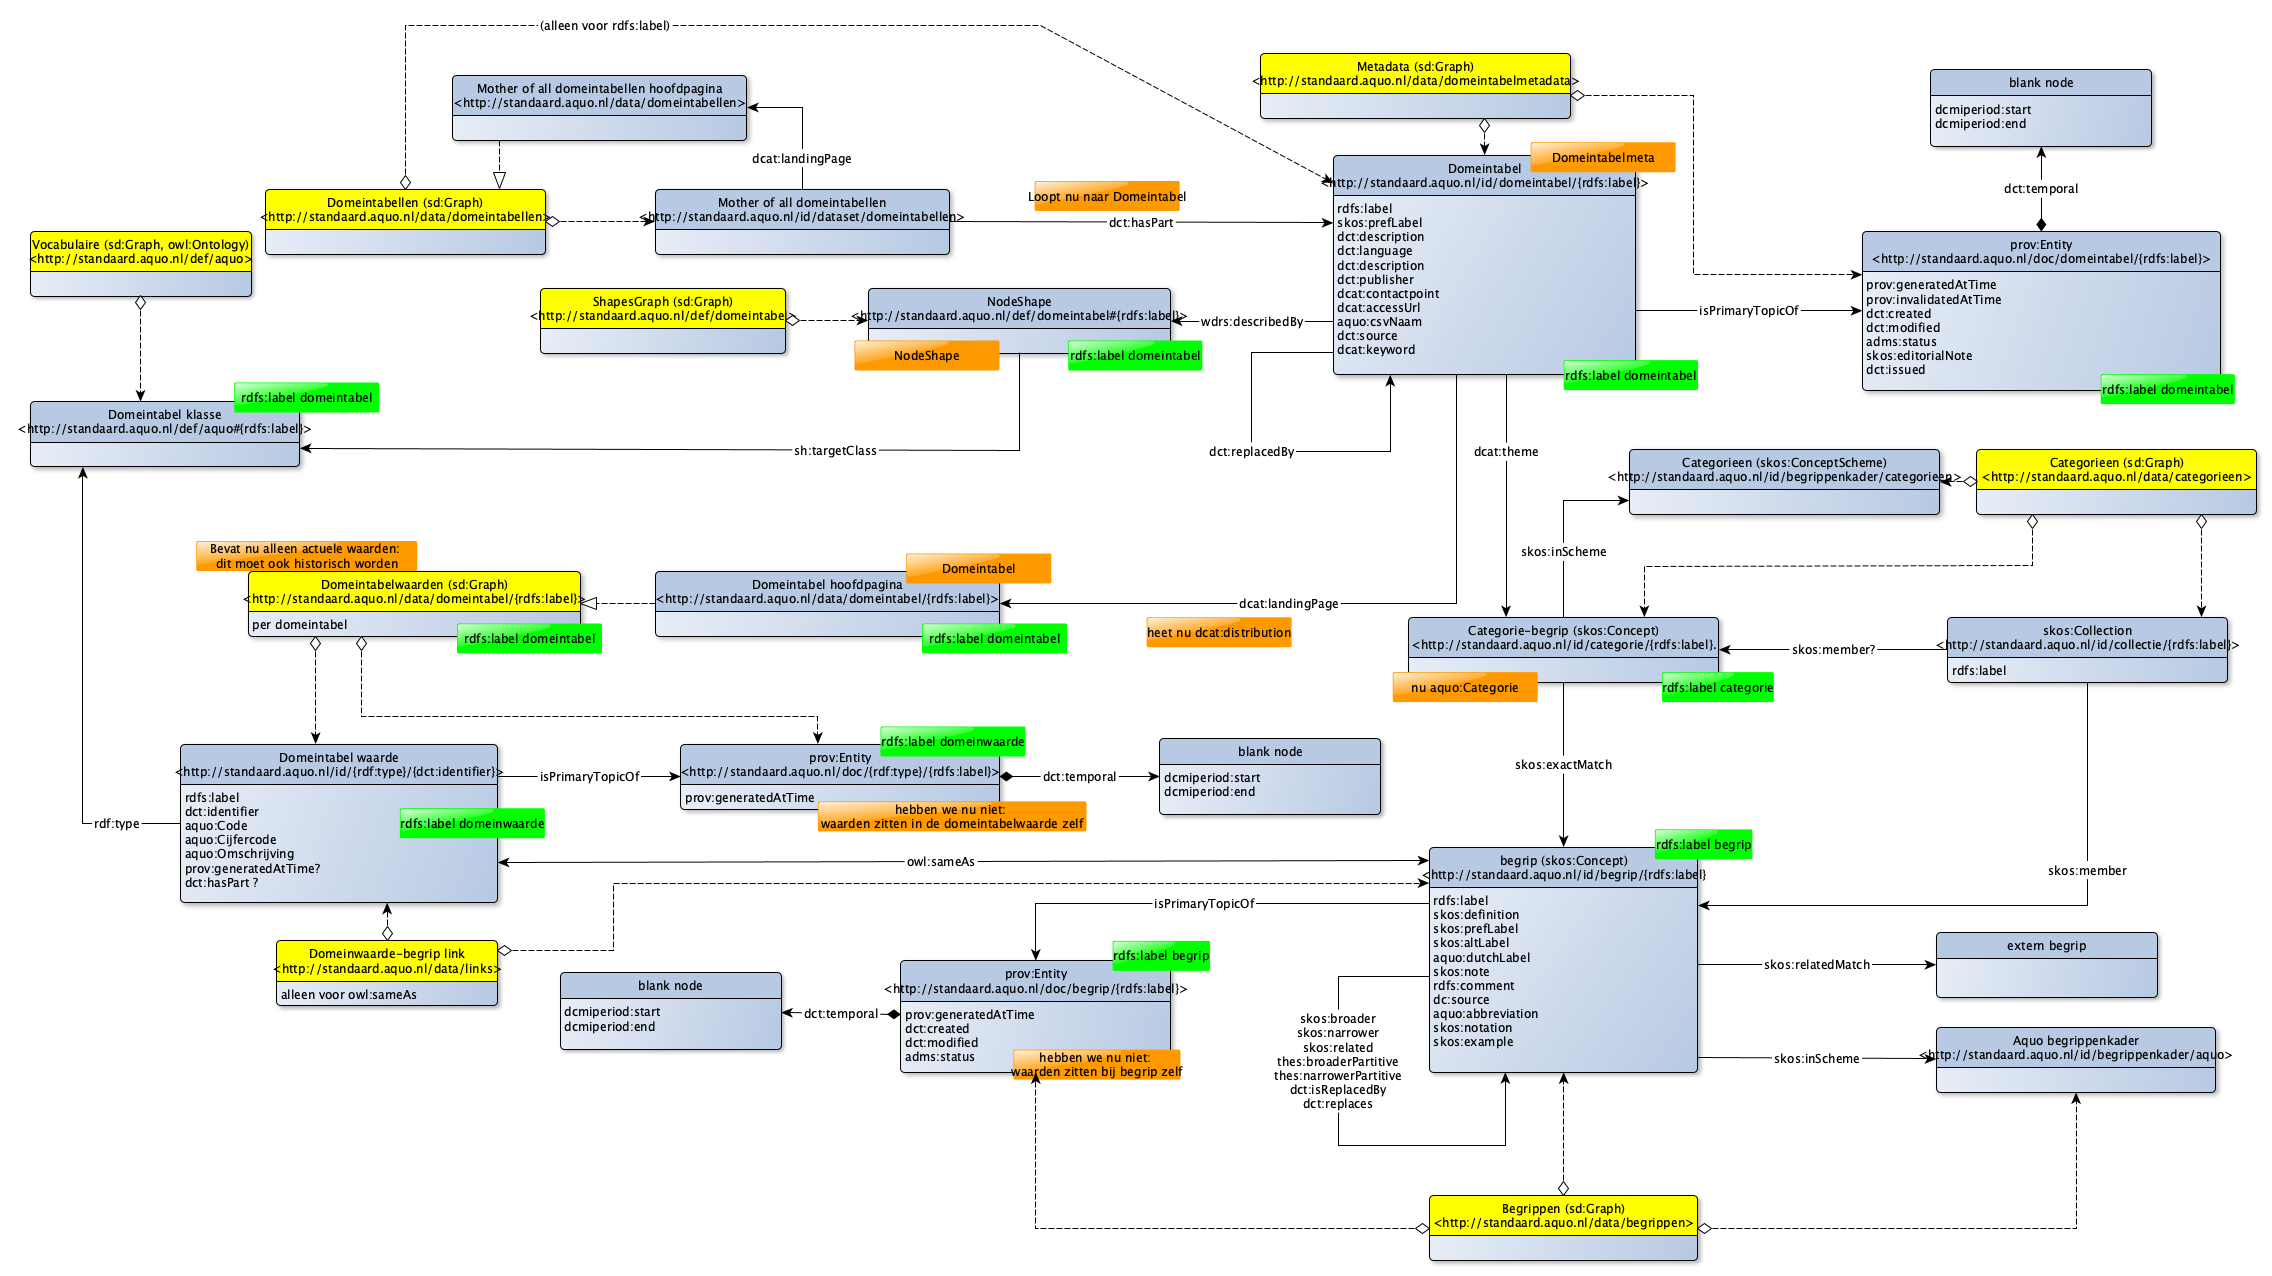 (alleen voor rdfs:label)
Mother of all domeintabellen hoofdpagina
<http://standaard.aquo.nl/data/domeintabellen>
Metadata (sd:Graph)
<http://standaard.aquo.nl/data/domeintabelmetadata>
blank node
dcmiperiod:start
dcmiperiod:end
dcat:landingPage
dct:temporal
Domeintabellen (sd:Graph)
<http://standaard.aquo.nl/data/domeintabellen>
Mother of all domeintabellen
<http://standaard.aquo.nl/id/dataset/domeintabellen>
Loopt nu naar Domeintabel
dct:hasPart
Domeintabelmeta
Domeintabel
<http://standaard.aquo.nl/id/domeintabel/{rdfs:label}>
rdfs:label
skos:prefLabel
dct:description
dct:language
dct:description
dct:publisher
dcat:contactpoint
dcat:accessUrl
aquo:csvNaam
dct:source
dcat:keyword
rdfs:label domeintabel
isPrimaryTopicOf
prov:Entity
<http://standaard.aquo.nl/doc/domeintabel/{rdfs:label}>
prov:generatedAtTime
prov:invalidatedAtTime
dct:created
dct:modified
adms:status
skos:editorialNote
dct:issued
rdfs:label domeintabel
Vocabulaire (sd:Graph, owl:Ontology)
<http://standaard.aquo.nl/def/aquo>
ShapesGraph (sd:Graph)
<http://standaard.aquo.nl/def/domeintabel>
NodeShape
<http://standaard.aquo.nl/def/domeintabel#{rdfs:label}>
NodeShape
rdfs:label domeintabel
wdrs:describedBy
rdfs:label domeintabel
Domeintabel klasse
<http://standaard.aquo.nl/def/aquo#{rdfs:label}>
sh:targetClass
dct:replacedBy
dcat:theme
Categorieen (skos:ConceptScheme)
<http://standaard.aquo.nl/id/begrippenkader/categorieen>
Categorieen (sd:Graph)
<http://standaard.aquo.nl/data/categorieen>
skos:inScheme
Bevat nu alleen actuele waarden:
dit moet ook historisch worden
Domeintabelwaarden (sd:Graph)
<http://standaard.aquo.nl/data/domeintabel/{rdfs:label}>
per domeintabel
rdfs:label domeintabel
Domeintabel
Domeintabel hoofdpagina
<http://standaard.aquo.nl/data/domeintabel/{rdfs:label}>
rdfs:label domeintabel
dcat:landingPage
heet nu dcat:distribution
Categorie-begrip (skos:Concept)
<http://standaard.aquo.nl/id/categorie/{rdfs:label}.
nu aquo:Categorie
rdfs:label categorie
skos:member?
skos:Collection
<http://standaard.aquo.nl/id/collectie/{rdfs:label}>
rdfs:label
Domeintabel waarde
<http://standaard.aquo.nl/id/{rdf:type}/{dct:identifier}>
rdfs:label
dct:identifier
aquo:Code
aquo:Cijfercode
aquo:Omschrijving
prov:generatedAtTime?
dct:hasPart ?
rdfs:label domeinwaarde
rdf:type
isPrimaryTopicOf
rdfs:label domeinwaarde
prov:Entity
<http://standaard.aquo.nl/doc/{rdf:type}/{rdfs:label}>
prov:generatedAtTime
hebben we nu niet:
waarden zitten in de domeintabelwaarde zelf
dct:temporal
blank node
dcmiperiod:start
dcmiperiod:end
skos:exactMatch
owl:sameAs
rdfs:label begrip
begrip (skos:Concept)
<http://standaard.aquo.nl/id/begrip/{rdfs:label}
rdfs:label
skos:definition
skos:prefLabel
skos:altLabel
aquo:dutchLabel
skos:note
rdfs:comment
dc:source
aquo:abbreviation
skos:notation
skos:example
skos:member
isPrimaryTopicOf
Domeinwaarde-begrip link
<http://standaard.aquo.nl/data/links>
alleen voor owl:sameAs
blank node
dcmiperiod:start
dcmiperiod:end
dct:temporal
rdfs:label begrip
prov:Entity
<http://standaard.aquo.nl/doc/begrip/{rdfs:label}>
prov:generatedAtTime
dct:created
dct:modified
adms:status
hebben we nu niet:
waarden zitten bij begrip zelf
skos:broader
skos:narrower
skos:related
thes:broaderPartitive
thes:narrowerPartitive
dct:isReplacedBy
dct:replaces
skos:relatedMatch
extern begrip
skos:inScheme
Aquo begrippenkader
<http://standaard.aquo.nl/id/begrippenkader/aquo>
Begrippen (sd:Graph)
<http://standaard.aquo.nl/data/begrippen>